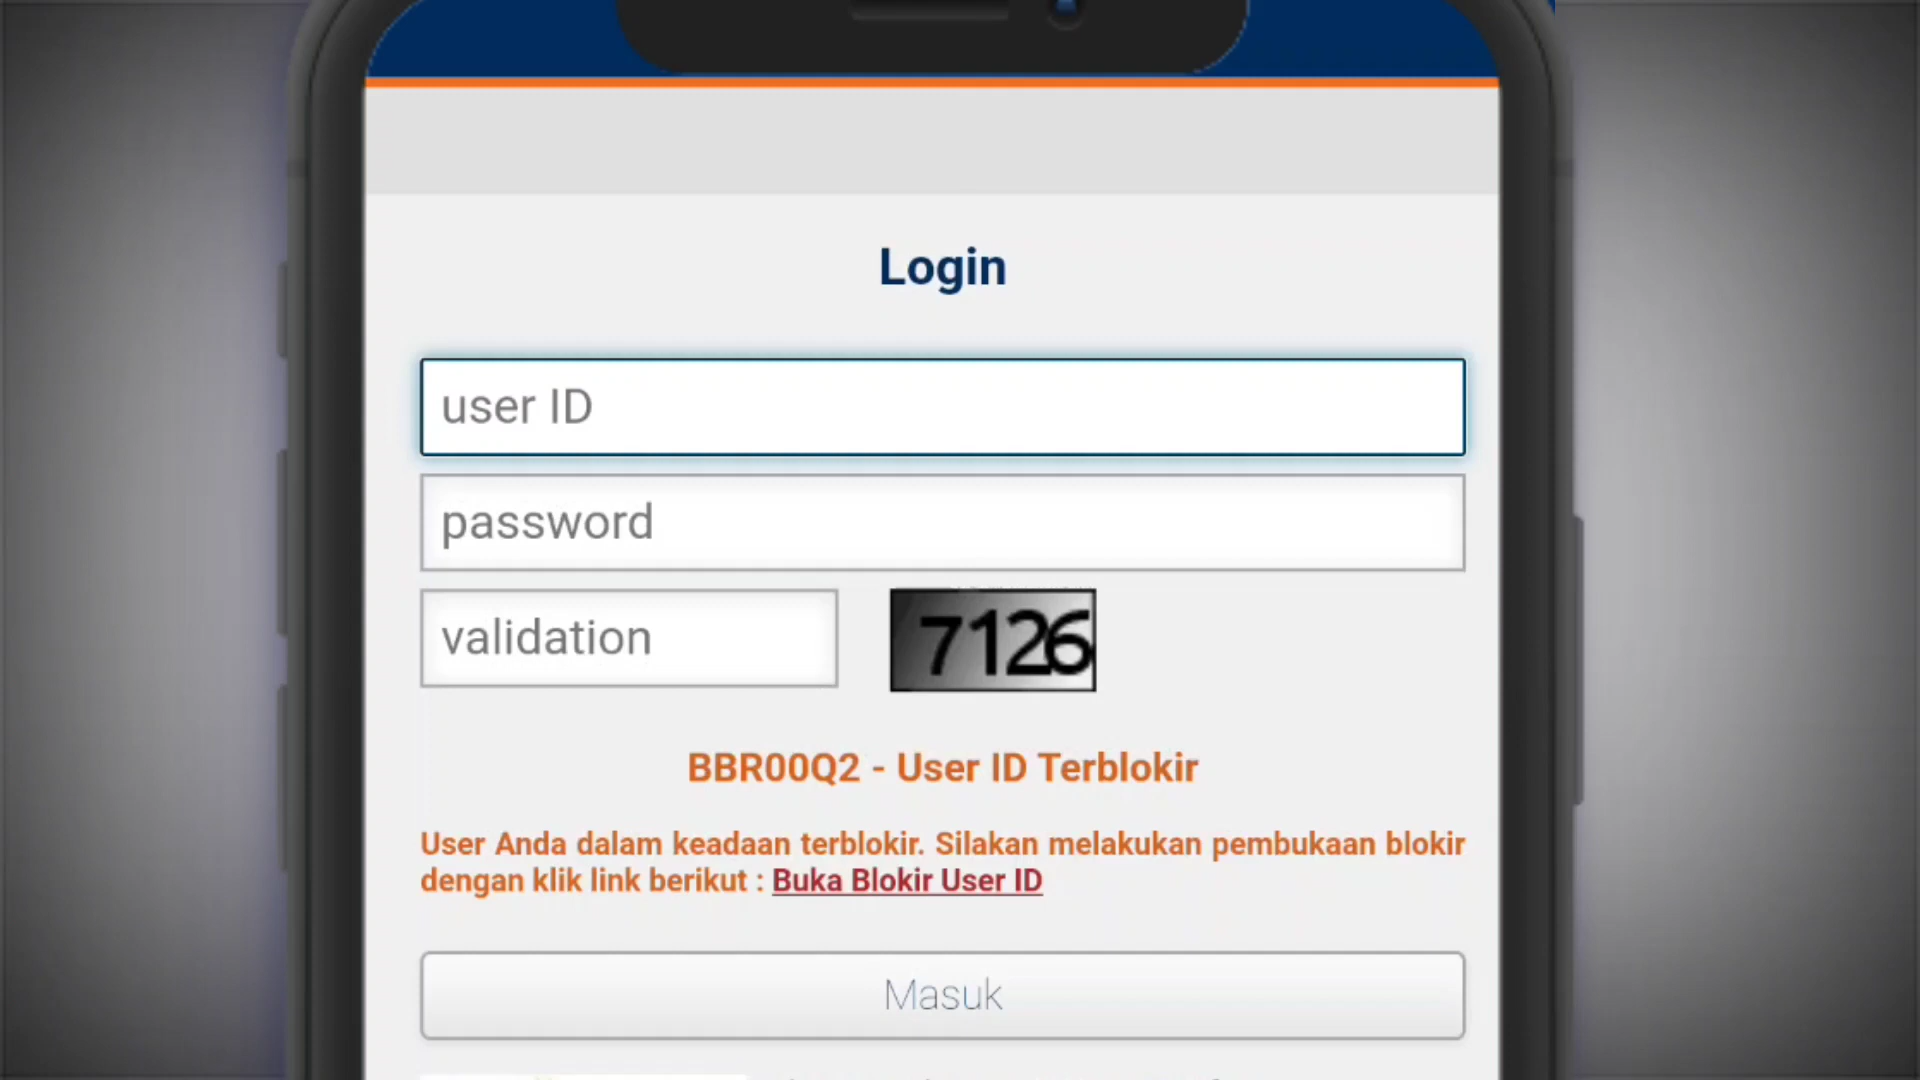 Login
user ID
password
validation
7126
BBR00Q2 - User ID Terblokir
User Anda dalam keadaan terblokir. Silakan melakukan pembukaan blokir
dengan klik link berikut : Buka Blokir User ID
Masuk